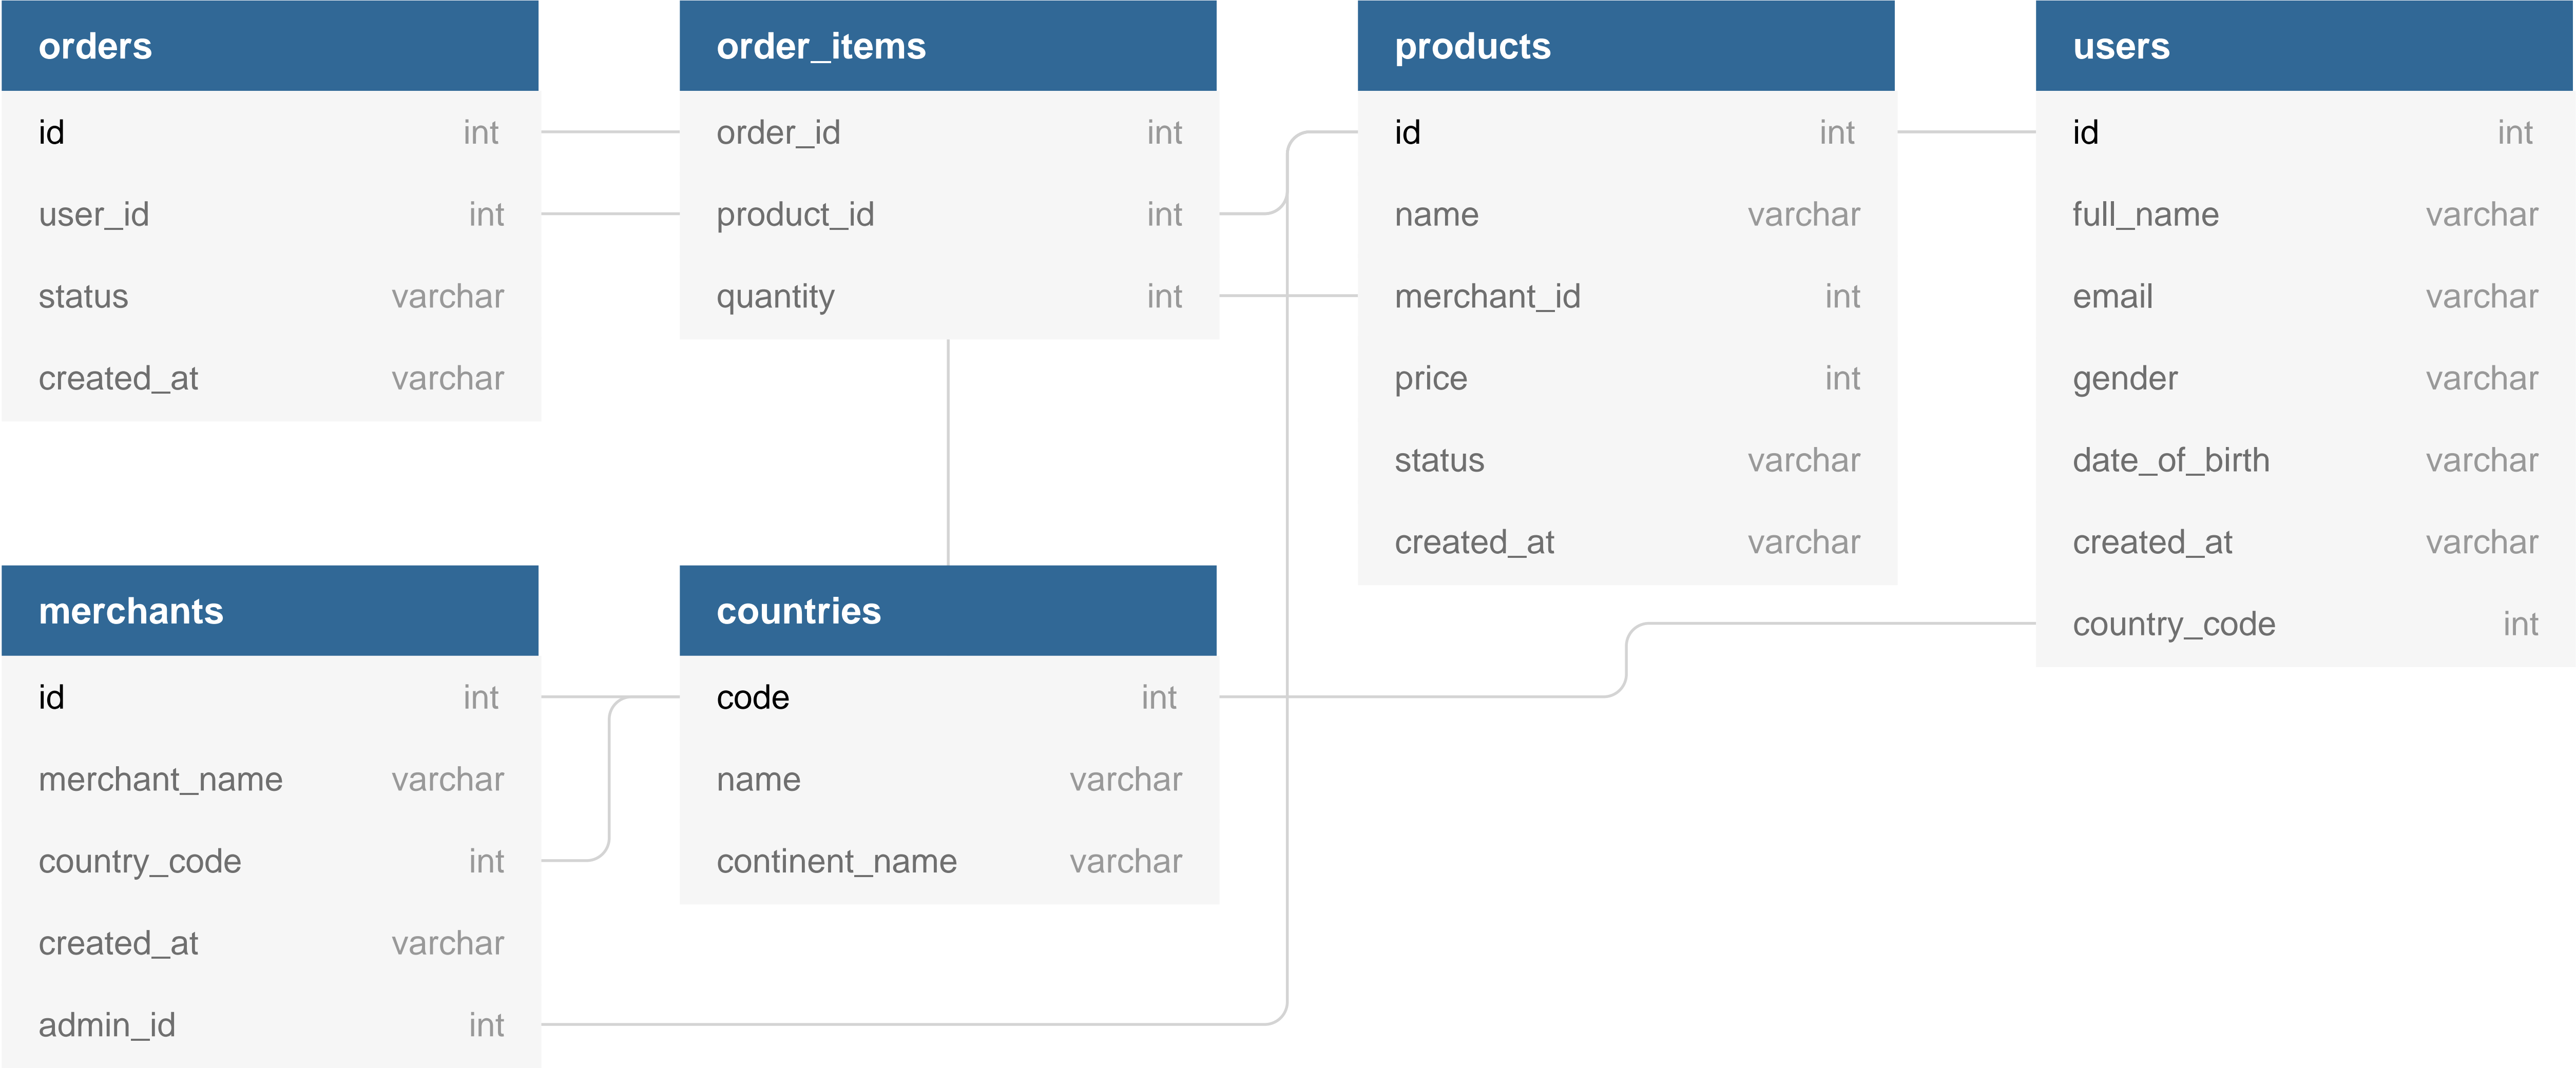 orders
id int
user_id int
status varchar
created_at varchar
order_items
order_id int
product_id int
quantity int
products
id int
name varchar
merchant_id int
price int
status varchar
created_at varchar
users
id int
full_name varchar
email varchar
gender varchar
date_of_birth varchar
created_at varchar
country_code int
merchants
id int
merchant_name varchar
country_code int
created_at varchar
admin_id int
countries
code int
name varchar
continent_name varchar